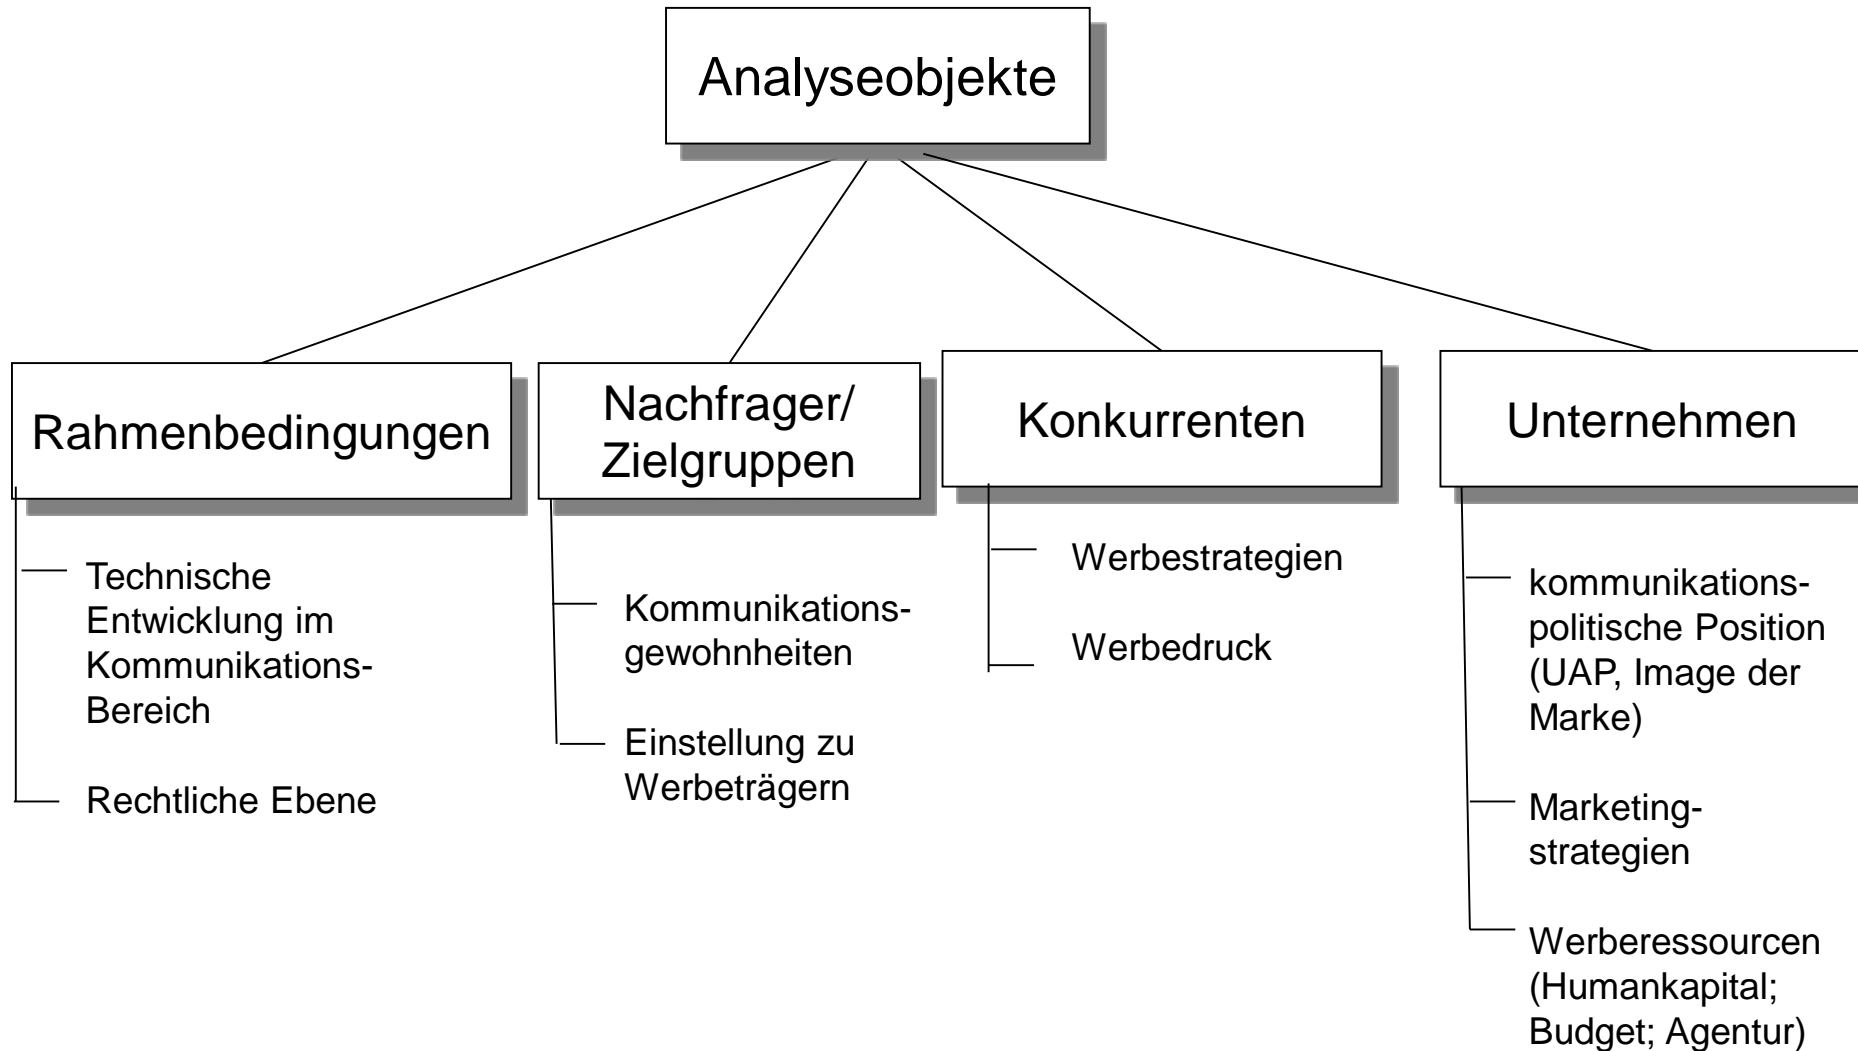 Analyseobjekte
Rahmenbedingungen
Technische
Entwicklung im
Kommunikations-
Bereich
Rechtliche Ebene
Nachfrager/
Zielgruppen
Kommunikations-
gewohnheiten
Einstellung zu
Werbeträgern
Konkurrenten
Werbestrategien
Werbedruck
Unternehmen
kommunikations-
politische Position
(UAP, Image der
Marke)
Marketing-
strategien
Werberessourcen
(Humankapital;
Budget; Agentur)